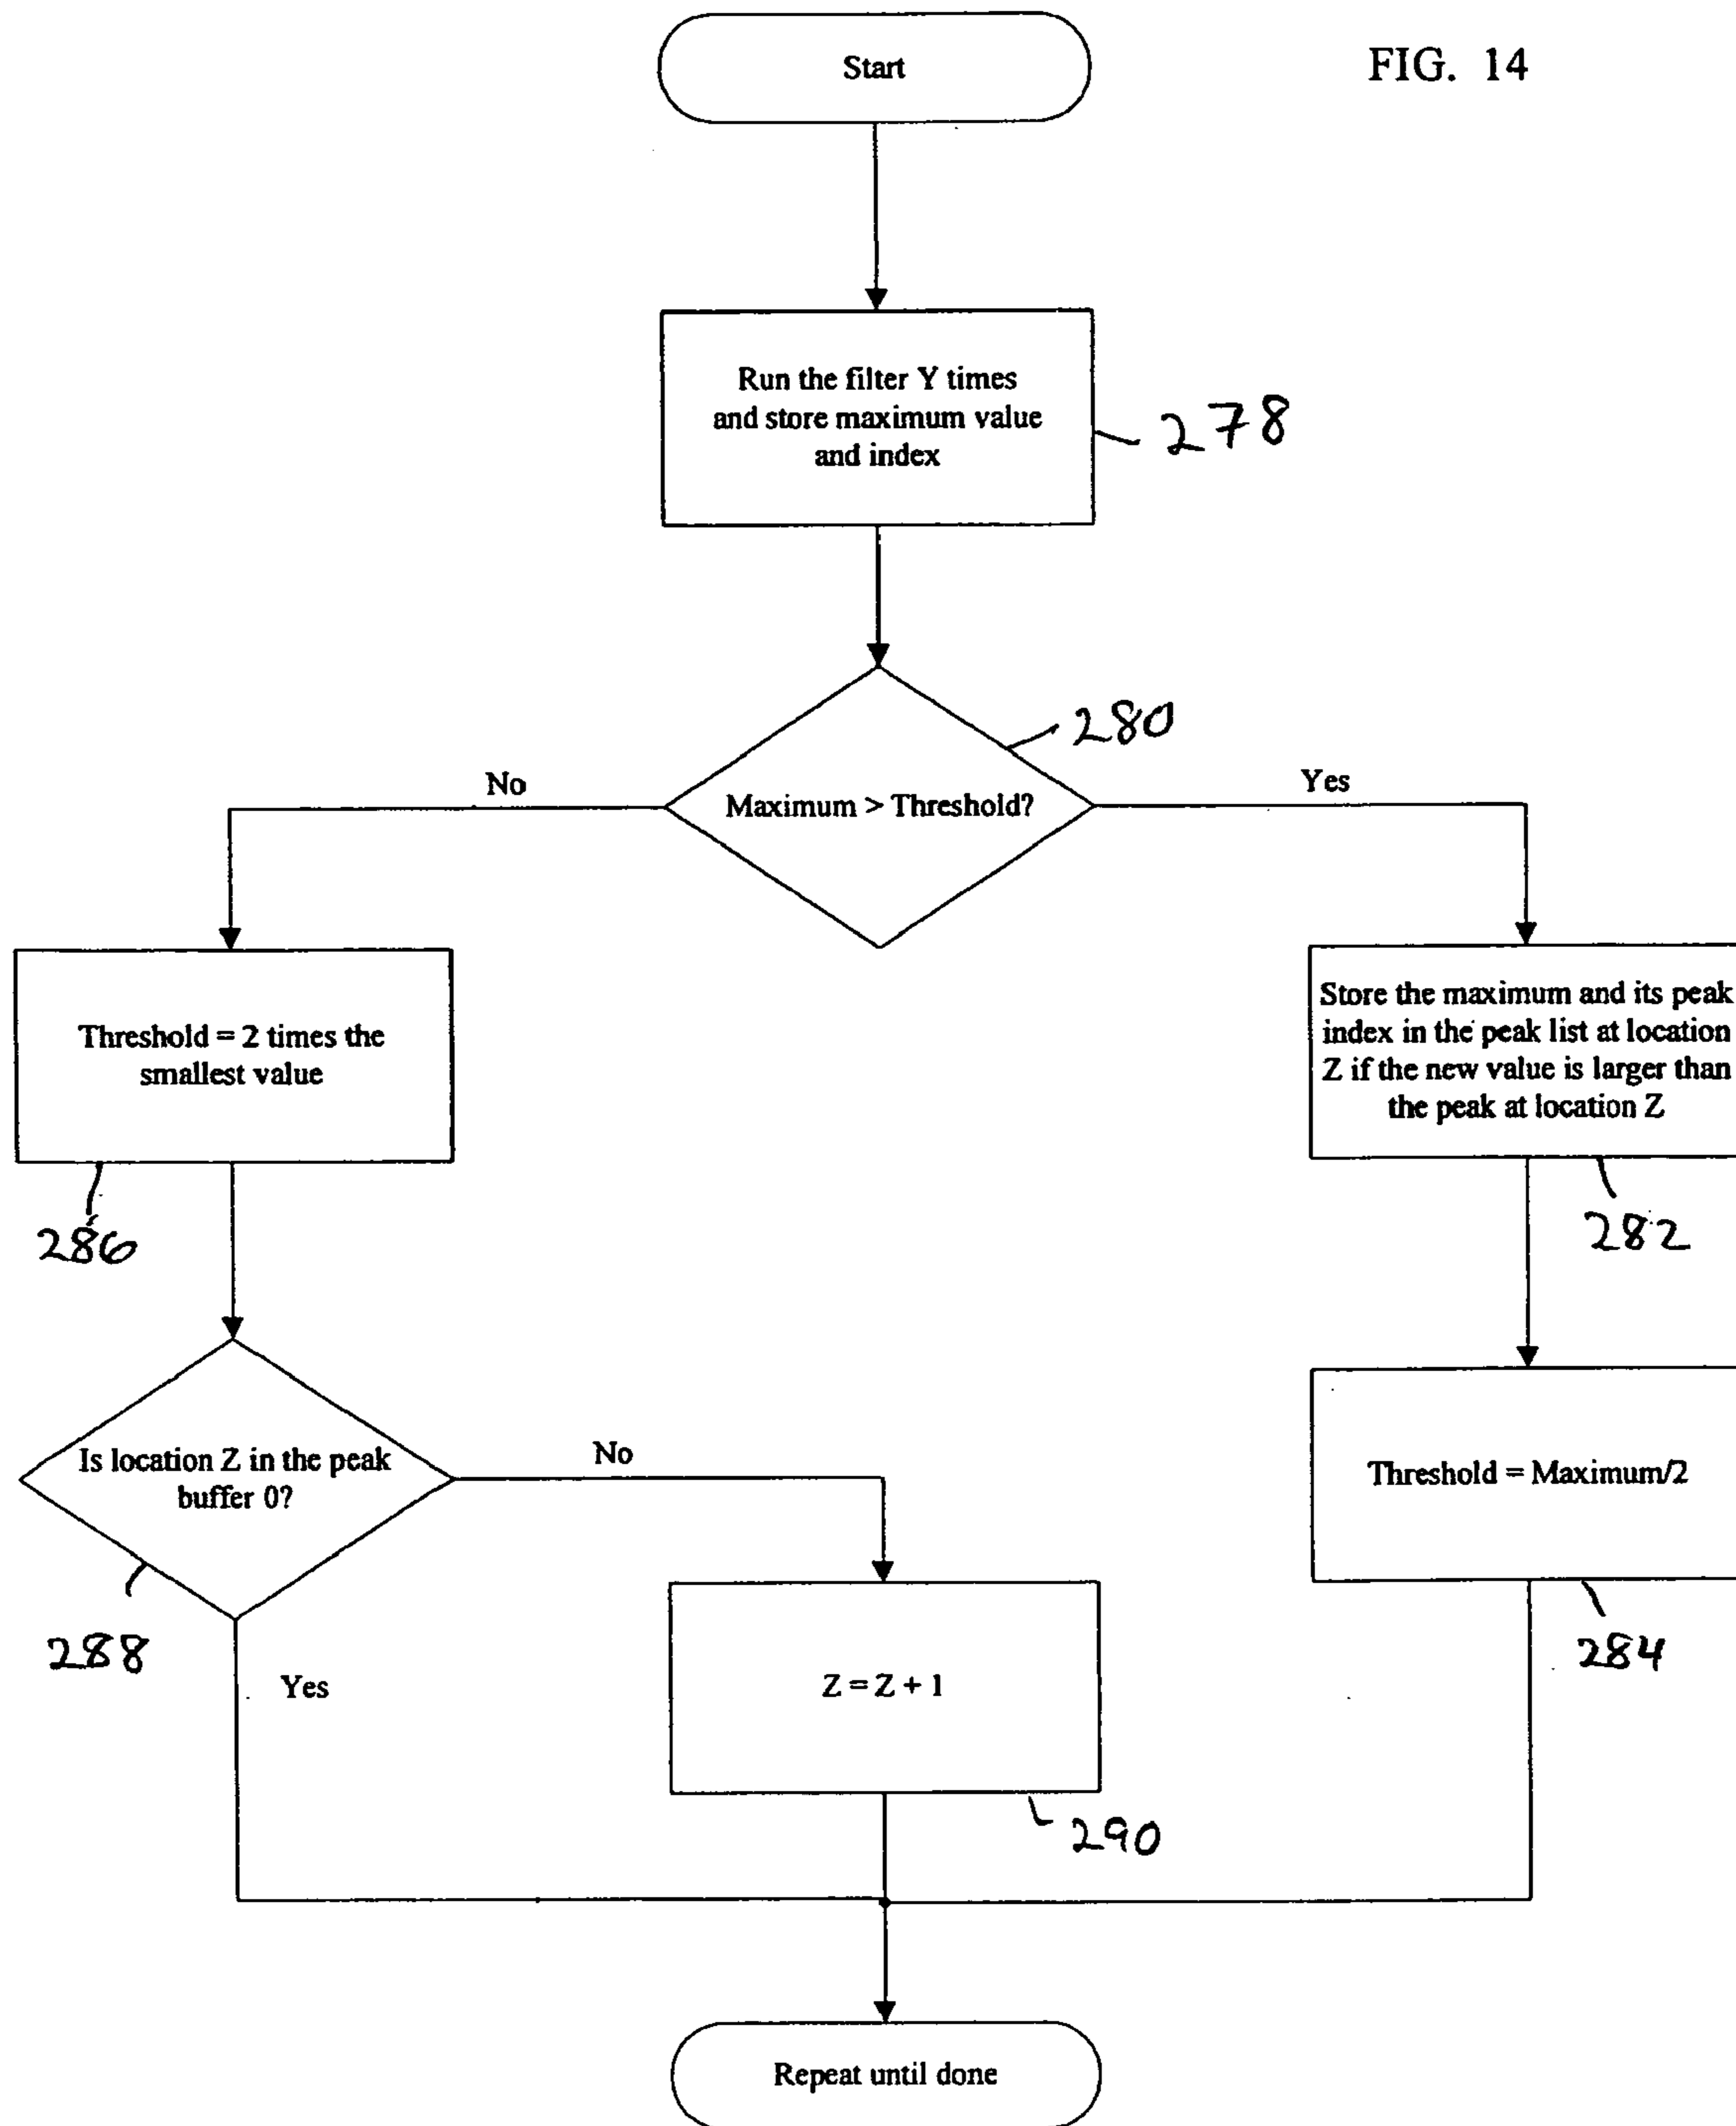 FIG. 14
Start
Run the filter Y times
and store maximum value
and index
278
280
No
Maximum > Threshold?
Yes
Threshold = 2 times the
smallest value
286
Store the maximum and its peak
index in the peak list at location
Z if the new value is larger than
the peak at location Z
282
Is location Z in the peak
buffer 0?
No
288
Yes
Z = Z + 1
290
Threshold = Maximum/2
284
Repeat until done